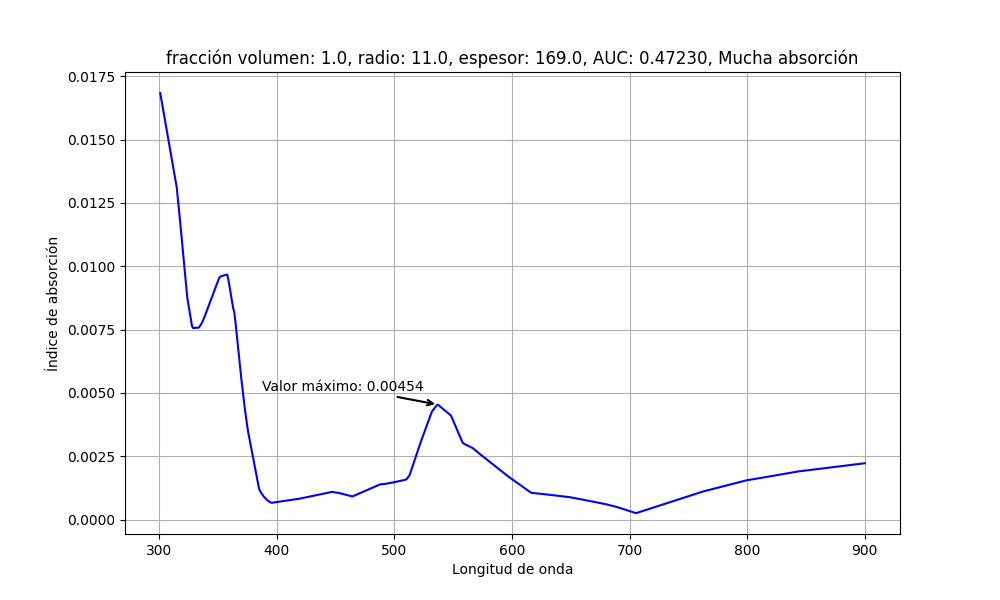 fracción volumen: 1.0, radio: 11.0, espesor: 169.0, AUC: 0.47230, Mucha absorción
0.0175
0.0150
0.0125
0.0100
0.0075
0.0050
0.0025
0.0000
Índice de absorción
Valor máximo: 0.00454
300 400 500 600 700 800 900
Longitud de onda